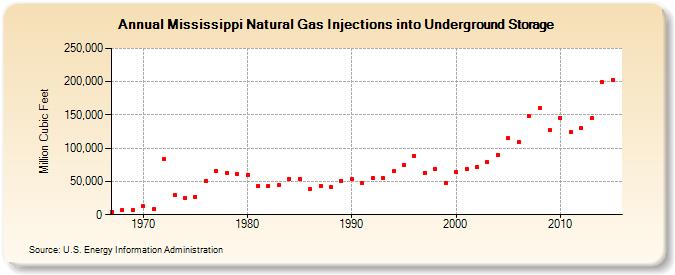 Annual Mississippi Natural Gas Injections into Underground Storage
Million Cubic Feet
250,000
200,000
150,000
100,000
50,000
0
1970 1980 1990 2000 2010
Source: U.S. Energy Information Administration